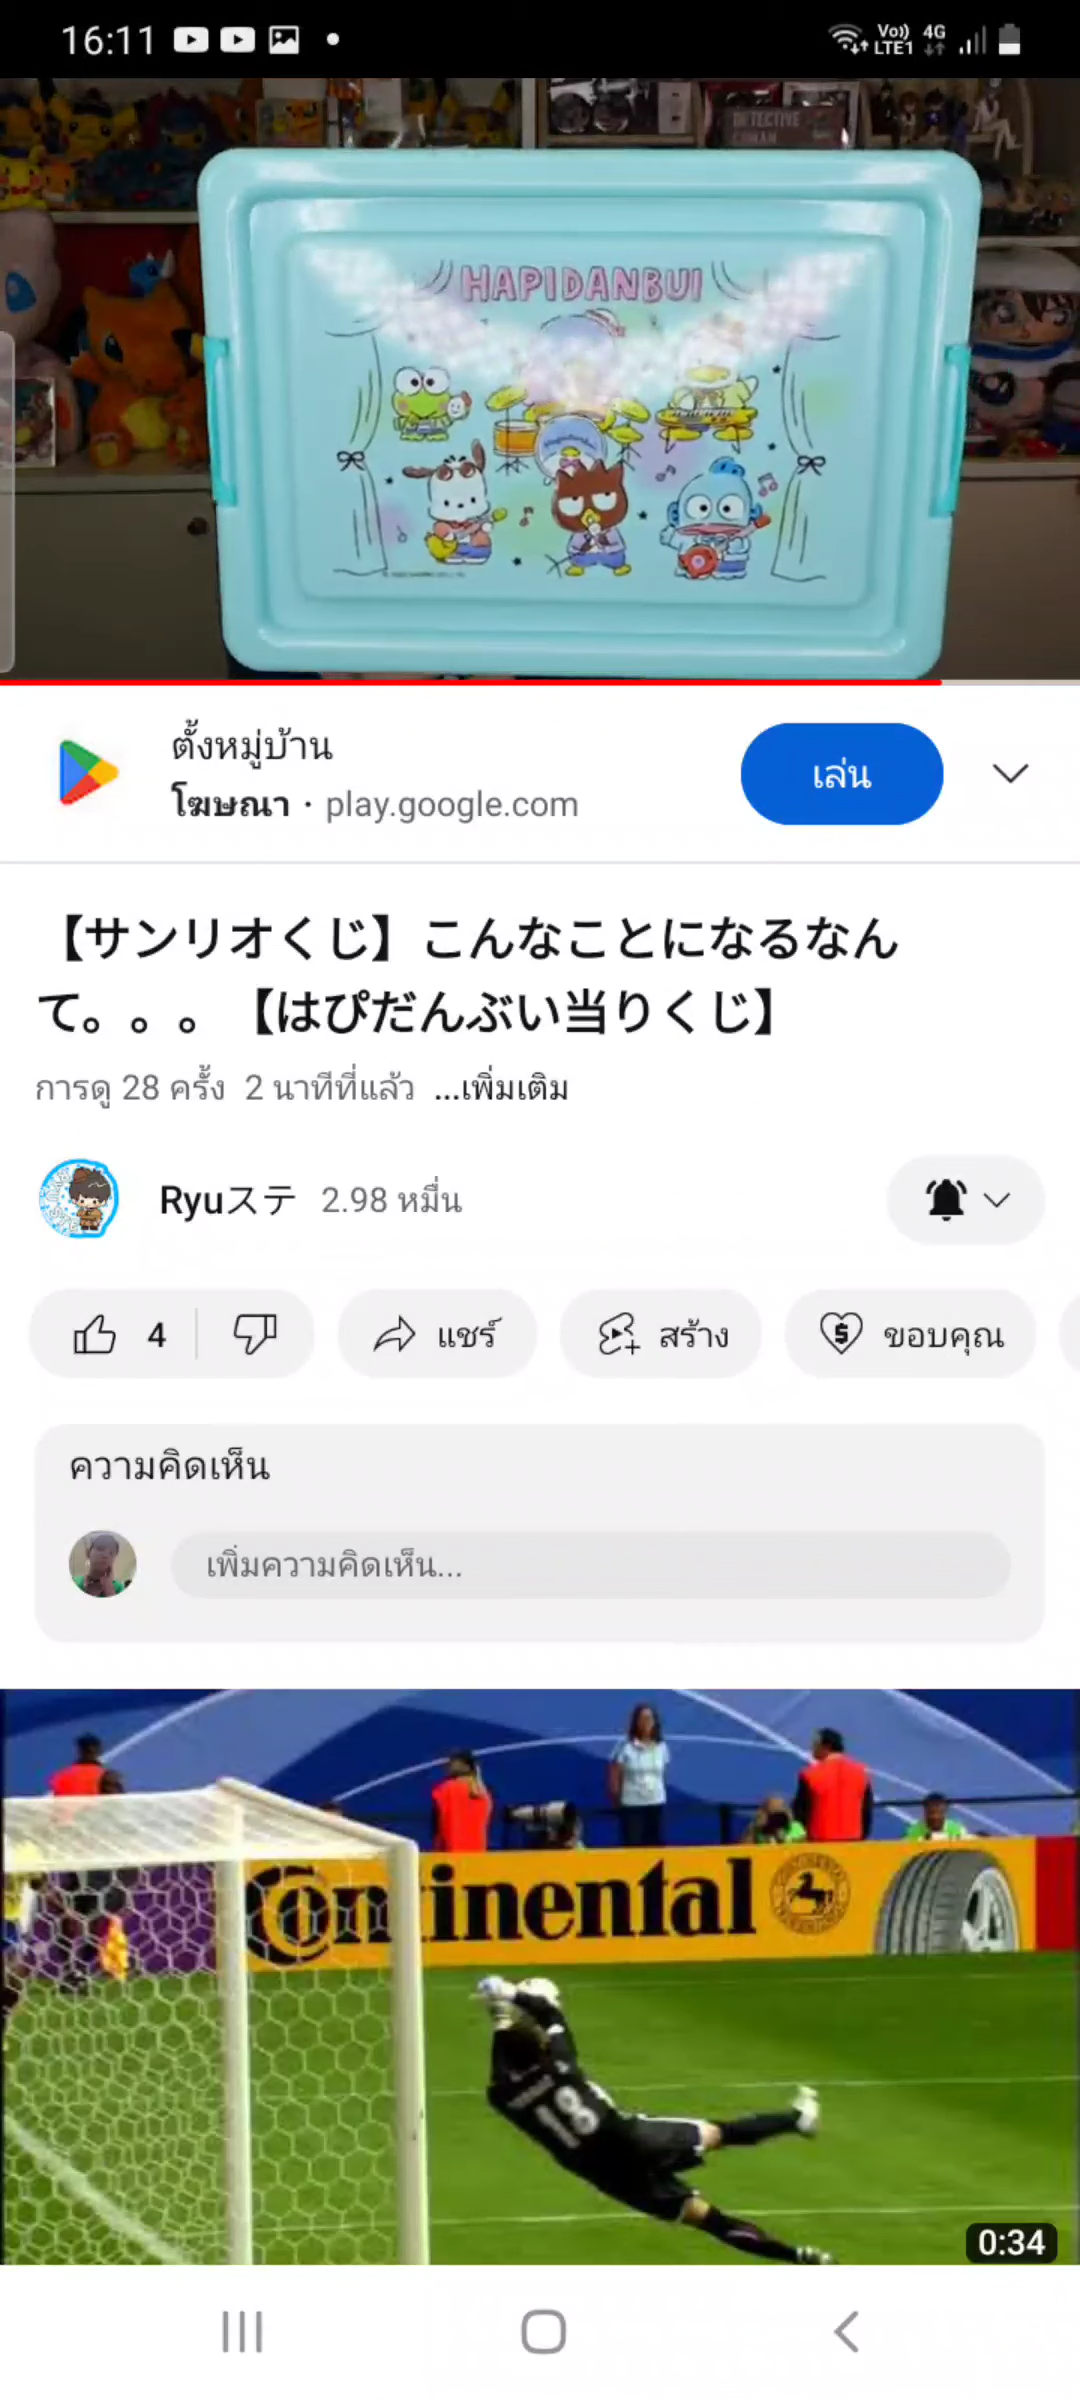 16:11
Vo)) 4G
LTE1
DETECTIVE
CONAN
HAPIDANBUI
ตั้งหมู่บ้าน
โฆษณา · play.google.com
เล่น
【サンリオくじ】こんなことになるなん
て。。。【はぴだんぶい当りくじ】
การดู 28 ครั้ง 2 นาทีที่แล้ว ...เพิ่มเติม
Ryuステ 2.98 หมื่น
4
แชร์
สร้าง
ขอบคุณ
ความคิดเห็น
เพิ่มความคิดเห็น...
Continental
18
0:34